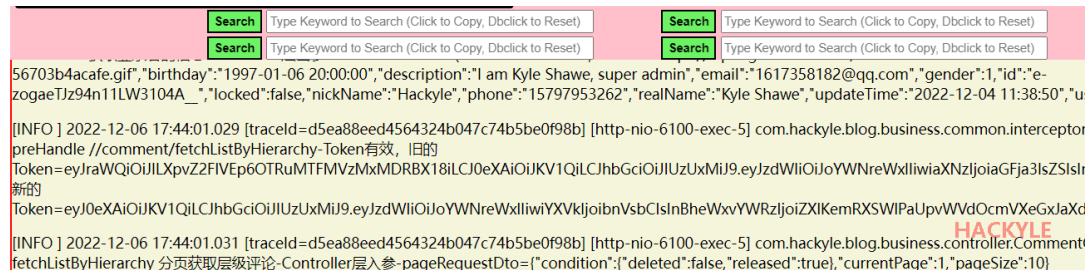 Search Type Keyword to Search (Click to Copy, Dbclick to Reset) Search Type Keyword to Search (Click to Copy, Dbclick to Reset)
Search Type Keyword to Search (Click to Copy, Dbclick to Reset) Search Type Keyword to Search (Click to Copy, Dbclick to Reset)
56703b4acafe.gif","birthday":"1997-01-06 20:00:00","description":"I am Kyle Shawe, super admin","email":"1617358182@qq.com","gender":1,"id":"e-
zogaeTJz94n11LW3104A__","locked":false,"nickName":"Hackyle","phone":"15797953262","realName":"Kyle Shawe","updateTime":"2022-12-04 11:38:50","us
[INFO ] 2022-12-06 17:44:01.029 [traceId=d5ea88eed4564324b047c74b5be0f98b] [http-nio-6100-exec-5] com.hackyle.blog.business.common.intercepto
preHandle //comment/fetchListByHierarchy-Token有效，旧的
Token=eyJraWQiOiJlLXpvZ2FlVEp6OTRuMTFMVzMxMDRBX18iLCJ0eXAiOiJKV1QiLCJhbGciOiJIUzUxMiJ9.eyJzdWIiOiJoYWNreWxlIiwiaXNzIjoiaGFja3lsZSIsIn
新的
Token=eyJ0eXAiOiJKV1QiLCJhbGciOiJIUzUxMiJ9.eyJzdWIiOiJoYWNreWxlIiwiYXVkIjoibnVsbCIsInBheWxvYWRzIjoiZXlKemRXSWlPaUpvWVdOcmVXeGxJaXd
HACKYLE
[INFO ] 2022-12-06 17:44:01.031 [traceId=d5ea88eed4564324b047c74b5be0f98b] [http-nio-6100-exec-5] com.hackyle.blog.business.controller.CommentC
fetchListByHierarchy 分页获取层级评论-Controller层入参-pageRequestDto={"condition":{"deleted":false,"released":true},"currentPage":1,"pageSize":10}